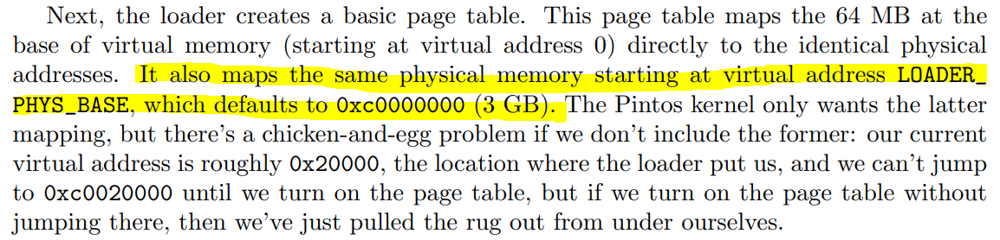 Next, the loader creates a basic page table. This page table maps the 64 MB at the
base of virtual memory (starting at virtual address 0) directly to the identical physical
addresses. It also maps the same physical memory starting at virtual address LOADER_
PHYS_BASE, which defaults to 0xc0000000 (3 GB). The Pintos kernel only wants the latter
mapping, but there's a chicken-and-egg problem if we don't include the former: our current
virtual address is roughly 0x20000, the location where the loader put us, and we can't jump
to 0xc0020000 until we turn on the page table, but if we turn on the page table without
jumping there, then we've just pulled the rug out from under ourselves.